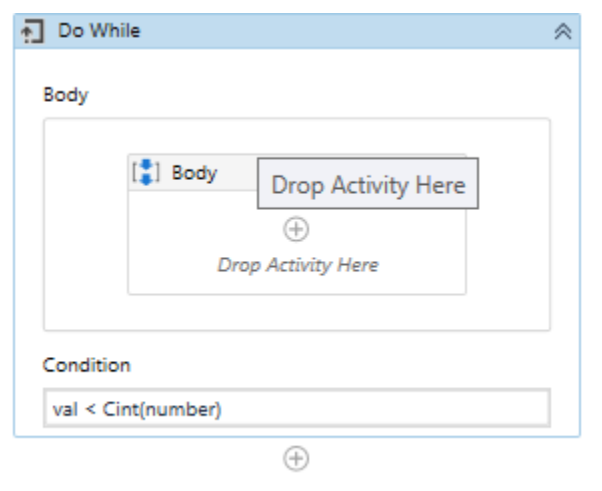 Do While
Body
Body
Drop Activity Here
Drop Activity Here
Condition
val < Cint(number)